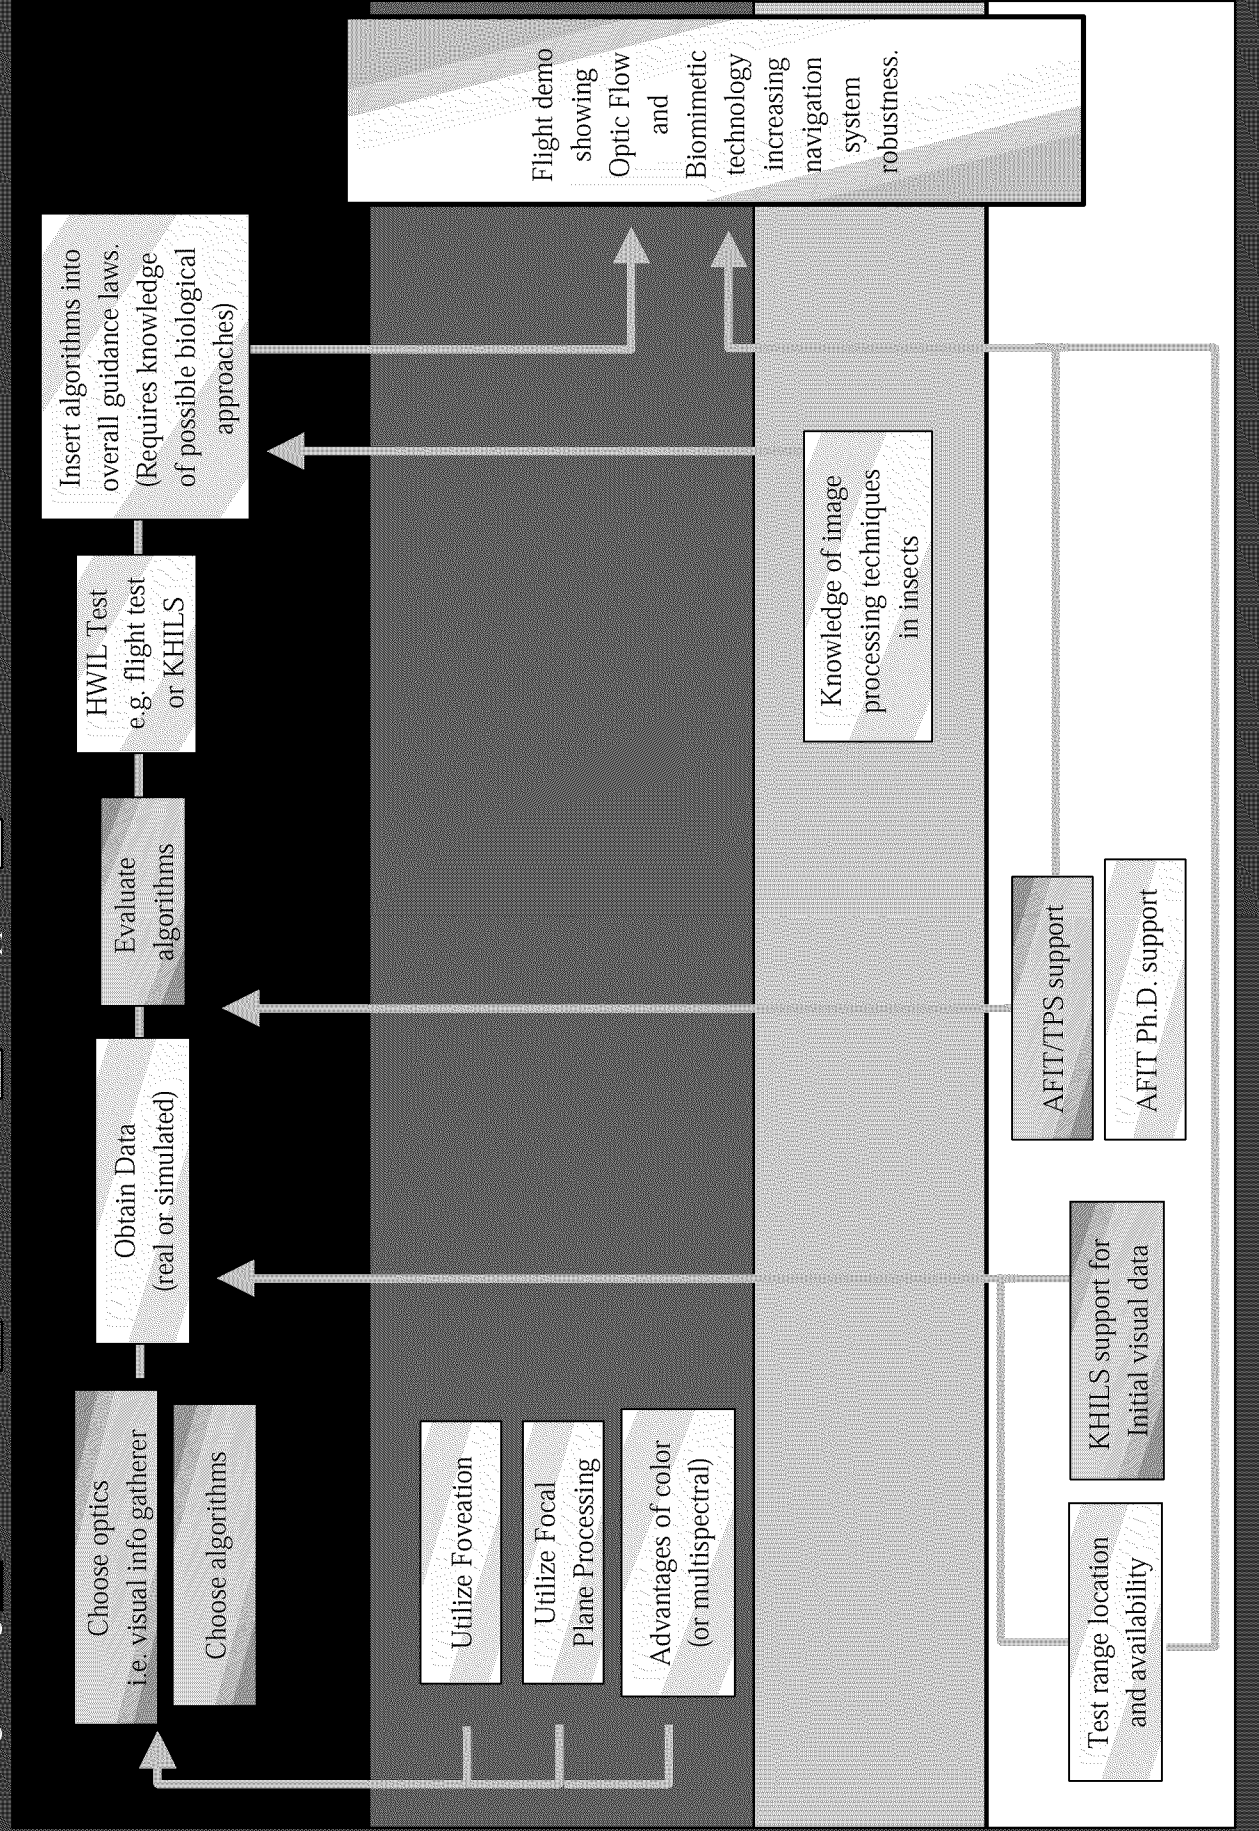 Choose optics
i.e. visual info gatherer
Choose algorithms
Obtain Data
(real or simulated)
Evaluate
algorithms
HWIL Test
e.g. flight test
or KHILS
Insert algorithms into
overall guidance laws.
(Requires knowledge
of possible biological
approaches)
Utilize Foveation
Utilize Focal
Plane Processing
Advantages of color
(or multispectral)
Flight demo
showing
Optic Flow
and
Biomimetic
technology
increasing
navigation
system
robustness.
Knowledge of image
processing techniques
in insects
Test range location
and availability
KHILS support for
Initial visual data
AFIT/TPS support
AFIT Ph.D. support